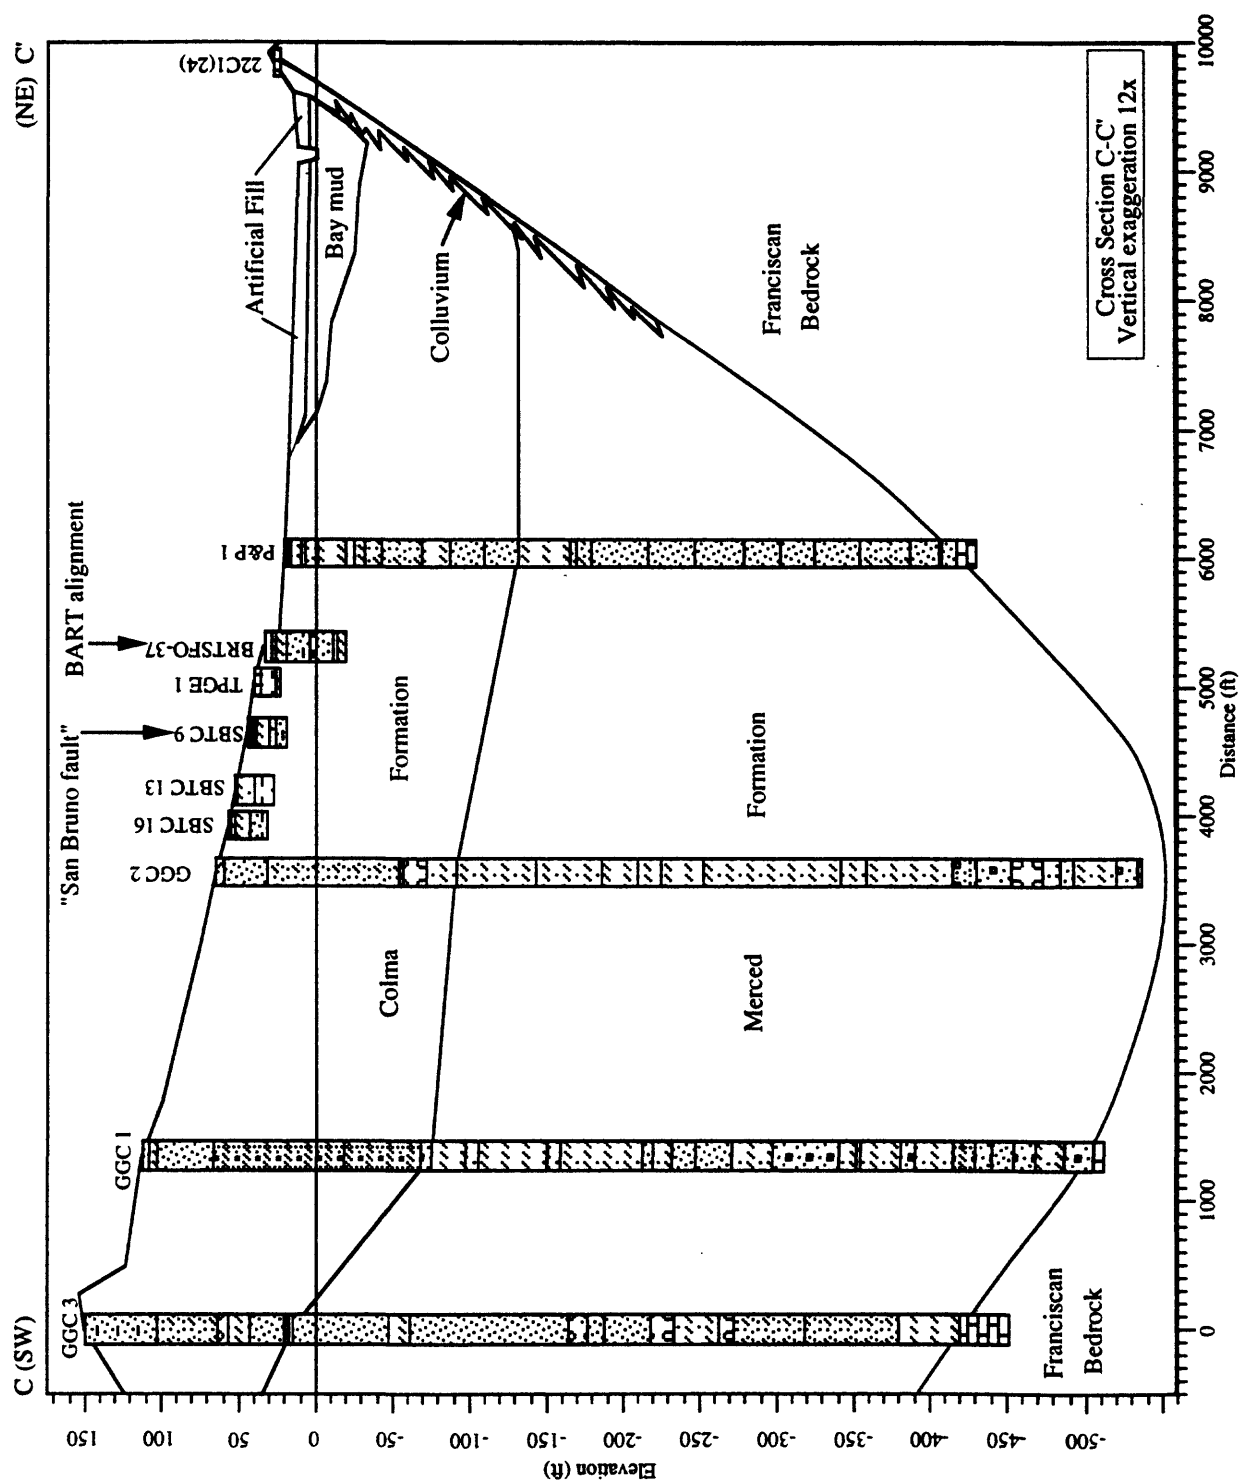 C (SW)
(NE) C'
"San Bruno fault"
BART alignment
GGC 3
GGC 1
GGC 2
SBTC 16
SBTC 13
SBTC 9
TPGE 1
BRTSFO-37
P&P 1
22C1(24)
Artificial Fill
Bay mud
Colluvium
Colma
Formation
Merced
Formation
Franciscan
Bedrock
Franciscan
Bedrock
Cross Section C-C'
Vertical exaggeration 12x
Elevation (ft)
150
100
50
0
-50
-100
-150
-200
-250
-300
-350
-400
-450
-500
0
1000
2000
3000
4000
5000
6000
7000
8000
9000
10000
Distance (ft)